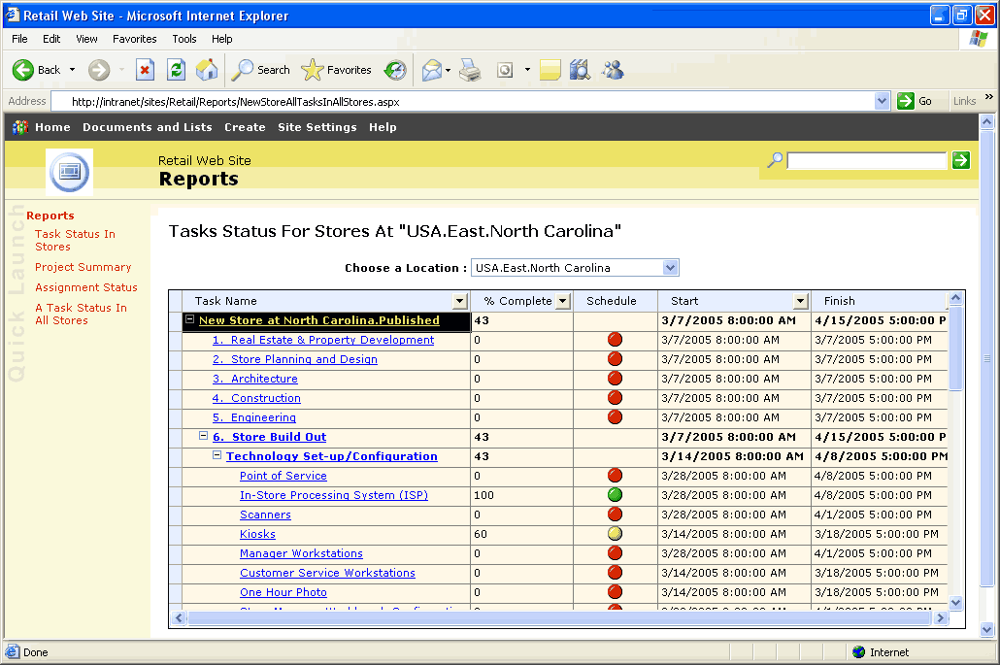 Retail Web Site - Microsoft Internet Explorer
File Edit View Favorites Tools Help
Back Search Favorites
Address http://intranet/sites/Retail/Reports/NewStoreAllTasksInAllStores.aspx Go Links »
Home Documents and Lists Create Site Settings Help
Retail Web Site
Reports
Quick Launch
Reports
Task Status In
Stores
Project Summary
Assignment Status
A Task Status In
All Stores
Tasks Status For Stores At "USA.East.North Carolina"
Choose a Location : USA.East.North Carolina
Task Name % Complete Schedule Start Finish
New Store at North Carolina.Published 43 3/7/2005 8:00:00 AM 4/15/2005 5:00:00 P
1. Real Estate & Property Development 0 3/7/2005 8:00:00 AM 3/7/2005 5:00:00 PM
2. Store Planning and Design 0 3/7/2005 8:00:00 AM 3/7/2005 5:00:00 PM
3. Architecture 0 3/7/2005 8:00:00 AM 3/7/2005 5:00:00 PM
4. Construction 0 3/7/2005 8:00:00 AM 3/7/2005 5:00:00 PM
5. Engineering 0 3/7/2005 8:00:00 AM 3/7/2005 5:00:00 PM
6. Store Build Out 43 3/7/2005 8:00:00 AM 4/15/2005 5:00:00 P
Technology Set-up/Configuration 43 3/14/2005 8:00:00 AM 4/8/2005 5:00:00 PM
Point of Service 0 3/28/2005 8:00:00 AM 4/8/2005 5:00:00 PM
In-Store Processing System (ISP) 100 3/28/2005 8:00:00 AM 4/8/2005 5:00:00 PM
Scanners 0 3/28/2005 8:00:00 AM 4/1/2005 5:00:00 PM
Kiosks 60 3/14/2005 8:00:00 AM 3/18/2005 5:00:00 PM
Manager Workstations 0 3/28/2005 8:00:00 AM 4/1/2005 5:00:00 PM
Customer Service Workstations 0 3/14/2005 8:00:00 AM 3/18/2005 5:00:00 PM
One Hour Photo 0 3/14/2005 8:00:00 AM 3/18/2005 5:00:00 PM
Done Internet